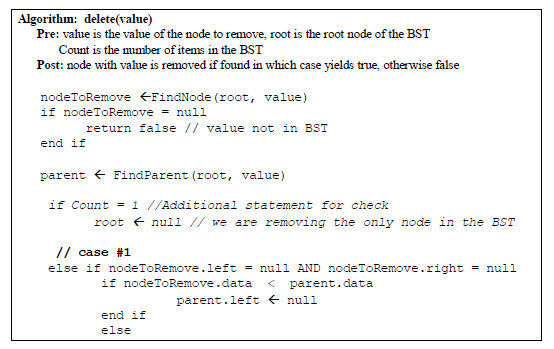 Algorithm: delete(value)
Pre: value is the value of the node to remove, root is the root node of the BST
Count is the number of items in the BST
Post: node with value is removed if found in which case yields true, otherwise false
nodeToRemove ←FindNode(root, value)
if nodeToRemove = null
return false // value not in BST
end if
parent ← FindParent(root, value)
if Count = 1 //Additional statement for check
root ← null // we are removing the only node in the BST
// case #1
else if nodeToRemove.left = null AND nodeToRemove.right = null
if nodeToRemove.data < parent.data
parent.left ← null
end if
else